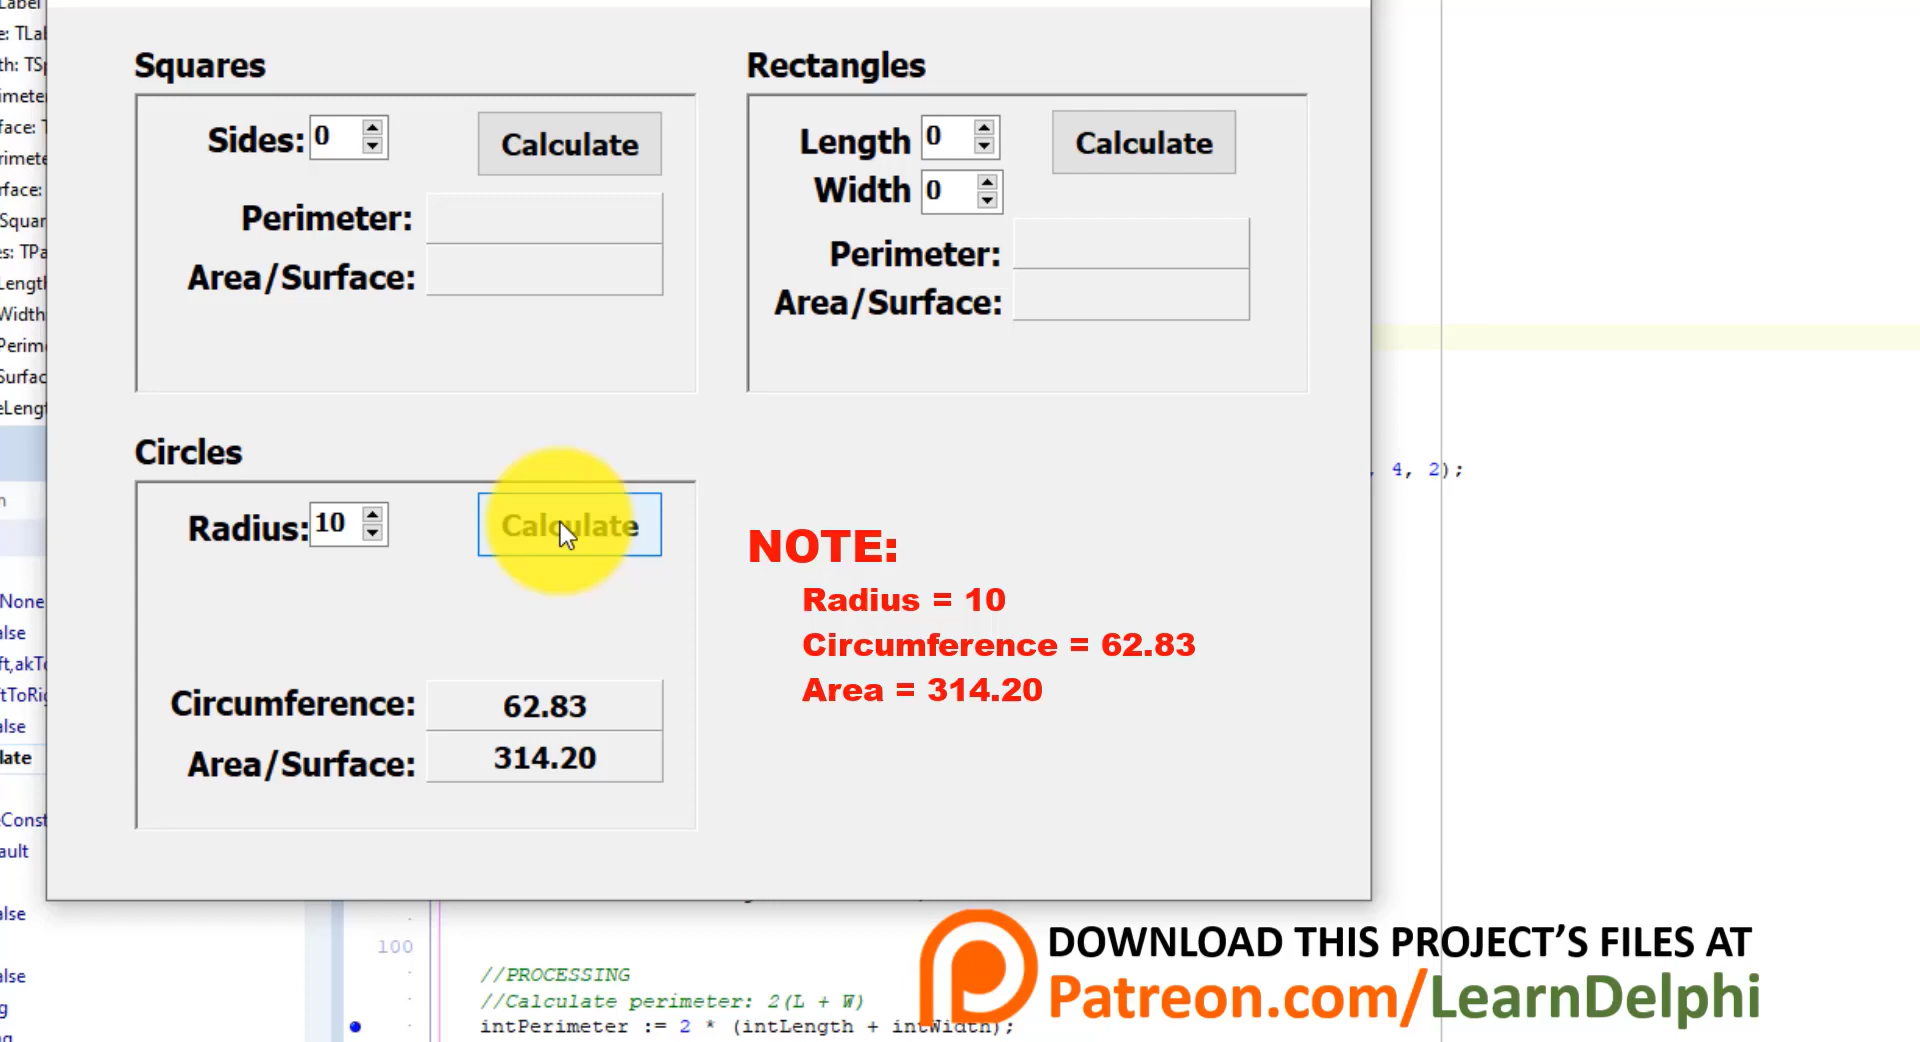 Squares
Sides: 0
Calculate
Perimeter:
Area/Surface:
Rectangles
Length 0
Calculate
Width 0
Perimeter:
Area/Surface:
Circles
Radius: 10
Calculate
Circumference: 62.83
Area/Surface: 314.20
NOTE:
Radius = 10
Circumference = 62.83
Area = 314.20
, 4, 2);
100
//PROCESSING
//Calculate perimeter: 2(L + W)
intPerimeter := 2 * (intLength + intWidth);
DOWNLOAD THIS PROJECT'S FILES AT
Patreon.com/LearnDelphi